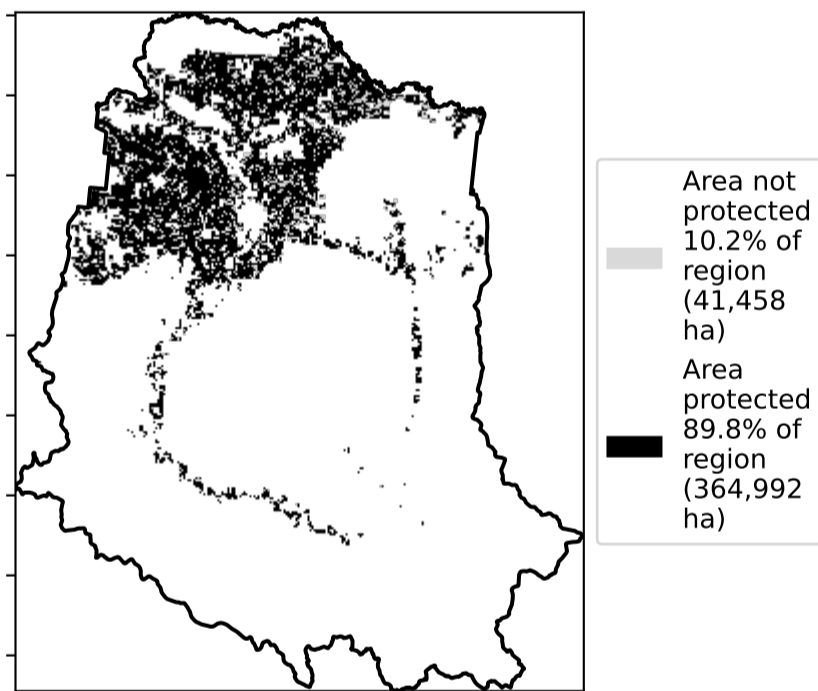 Area not
protected
10.2% of
region
(41,458
ha)
Area
protected
89.8% of
region
(364,992
ha)